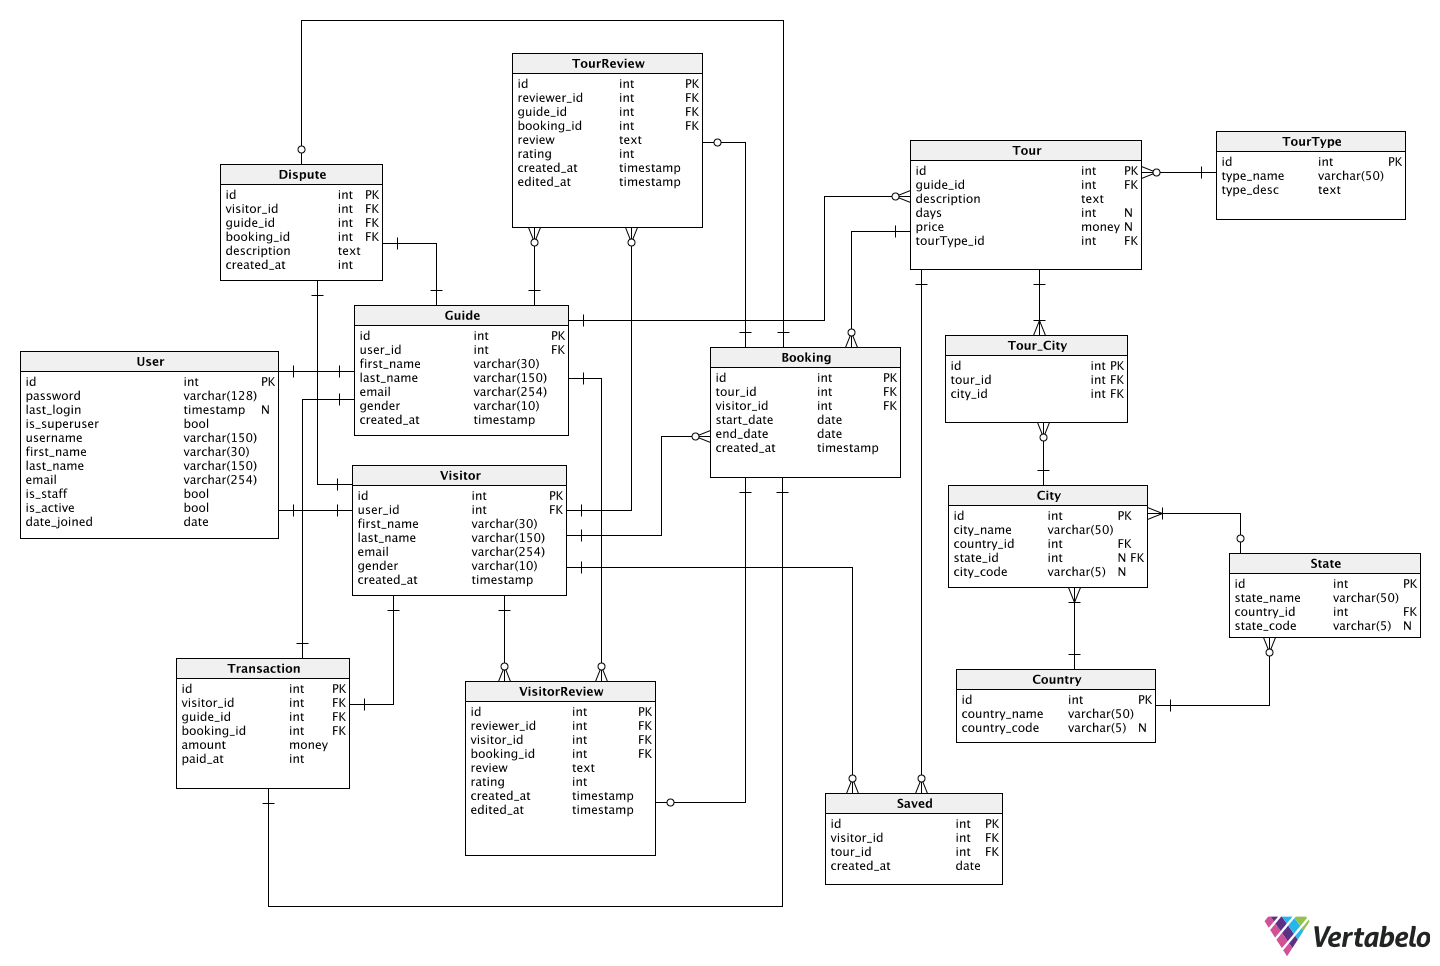 TourReview
id int PK
reviewer_id int FK
guide_id int FK
booking_id int FK
review text
rating int
created_at timestamp
edited_at timestamp
Tour
id int PK
guide_id int FK
description text
days int N
price money N
tourType_id int FK
TourType
id int PK
type_name varchar(50)
type_desc text
Dispute
id int PK
visitor_id int FK
guide_id int FK
booking_id int FK
description text
created_at int
Guide
id int PK
user_id int FK
first_name varchar(30)
last_name varchar(150)
email varchar(254)
gender varchar(10)
created_at timestamp
User
id int PK
password varchar(128)
last_login timestamp N
is_superuser bool
username varchar(150)
first_name varchar(30)
last_name varchar(150)
email varchar(254)
is_staff bool
is_active bool
date_joined date
Booking
id int PK
tour_id int FK
visitor_id int FK
start_date date
end_date date
created_at timestamp
Tour_City
id int PK
tour_id int FK
city_id int FK
Visitor
id int PK
user_id int FK
first_name varchar(30)
last_name varchar(150)
email varchar(254)
gender varchar(10)
created_at timestamp
City
id int PK
city_name varchar(50)
country_id int FK
state_id int N FK
city_code varchar(5) N
State
id int PK
state_name varchar(50)
country_id int FK
state_code varchar(5) N
Transaction
id int PK
visitor_id int FK
guide_id int FK
booking_id int FK
amount money
paid_at int
VisitorReview
id int PK
reviewer_id int FK
visitor_id int FK
booking_id int FK
review text
rating int
created_at timestamp
edited_at timestamp
Country
id int PK
country_name varchar(50)
country_code varchar(5) N
Saved
id int PK
visitor_id int FK
tour_id int FK
created_at date
Vertabelo